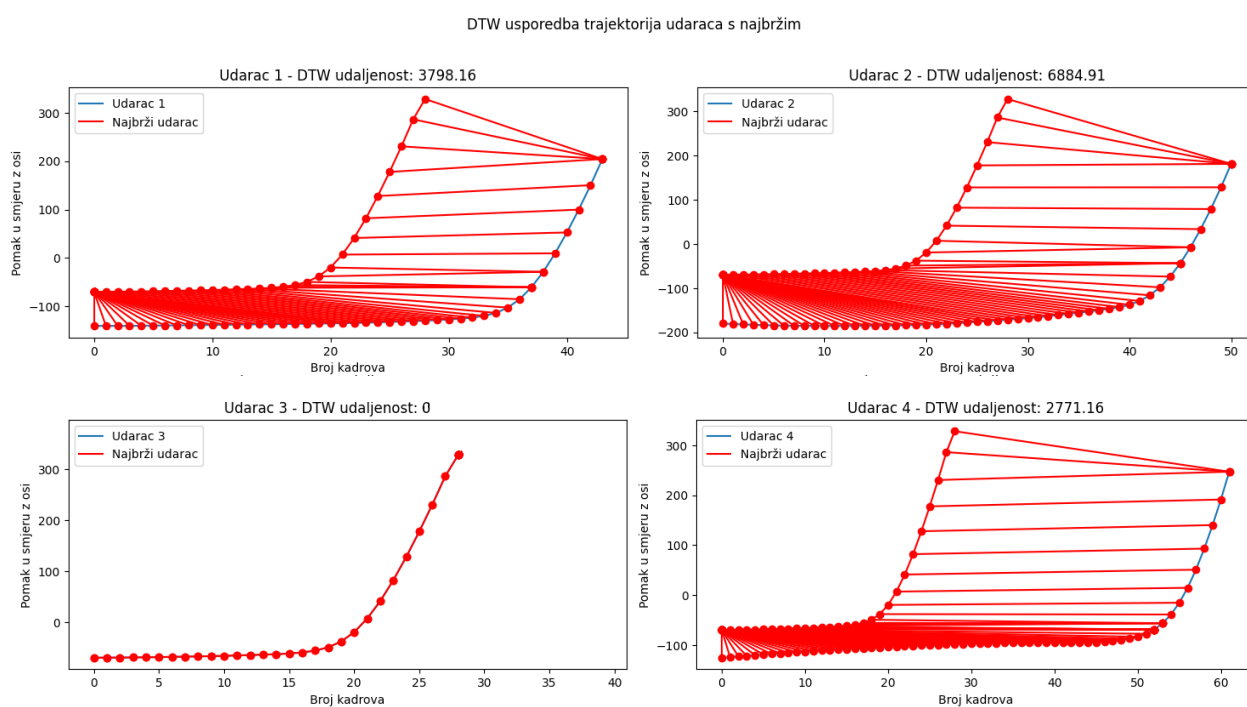 DTW usporedba trajektorija udaraca s najbržim
Udarac 1 - DTW udaljenost: 3798.16
Udarac 1
Najbrži udarac
Pomak u smjeru z osi
300
200
100
0
−100
0 10 20 30 40
Broj kadrova
Udarac 2 - DTW udaljenost: 6884.91
Udarac 2
Najbrži udarac
Pomak u smjeru z osi
300
200
100
0
−100
−200
0 10 20 30 40 50
Broj kadrova
Udarac 3 - DTW udaljenost: 0
Udarac 3
Najbrži udarac
Pomak u smjeru z osi
300
200
100
0
0 5 10 15 20 25 30 35 40
Broj kadrova
Udarac 4 - DTW udaljenost: 2771.16
Udarac 4
Najbrži udarac
Pomak u smjeru z osi
300
200
100
0
−100
0 10 20 30 40 50 60
Broj kadrova